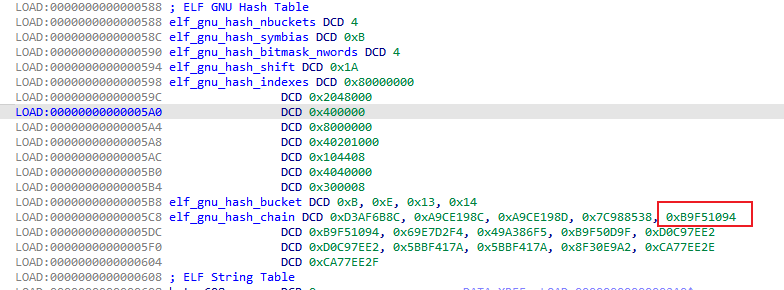 LOAD:0000000000000588 ; ELF GNU Hash Table
LOAD:0000000000000588 elf_gnu_hash_nbuckets DCD 4
LOAD:000000000000058C elf_gnu_hash_symbias DCD 0xB
LOAD:0000000000000590 elf_gnu_hash_bitmask_nwords DCD 4
LOAD:0000000000000594 elf_gnu_hash_shift DCD 0x1A
LOAD:0000000000000598 elf_gnu_hash_indexes DCD 0x80000000
LOAD:000000000000059C DCD 0x2048000
LOAD:00000000000005A0 DCD 0x400000
LOAD:00000000000005A4 DCD 0x8000000
LOAD:00000000000005A8 DCD 0x40201000
LOAD:00000000000005AC DCD 0x104408
LOAD:00000000000005B0 DCD 0x4040000
LOAD:00000000000005B4 DCD 0x300008
LOAD:00000000000005B8 elf_gnu_hash_bucket DCD 0xB, 0xE, 0x13, 0x14
LOAD:00000000000005C8 elf_gnu_hash_chain DCD 0xD3AF6B8C, 0xA9CE198C, 0xA9CE198D, 0x7C988538, 0xB9F51094
LOAD:00000000000005DC DCD 0xB9F51094, 0x69E7D2F4, 0x49A386F5, 0xB9F50D9F, 0xD0C97EE2
LOAD:00000000000005F0 DCD 0xD0C97EE2, 0x5BBF417A, 0x5BBF417A, 0x8F30E9A2, 0xCA77EE2E
LOAD:0000000000000604 DCD 0xCA77EE2F
LOAD:0000000000000608 ; ELF String Table